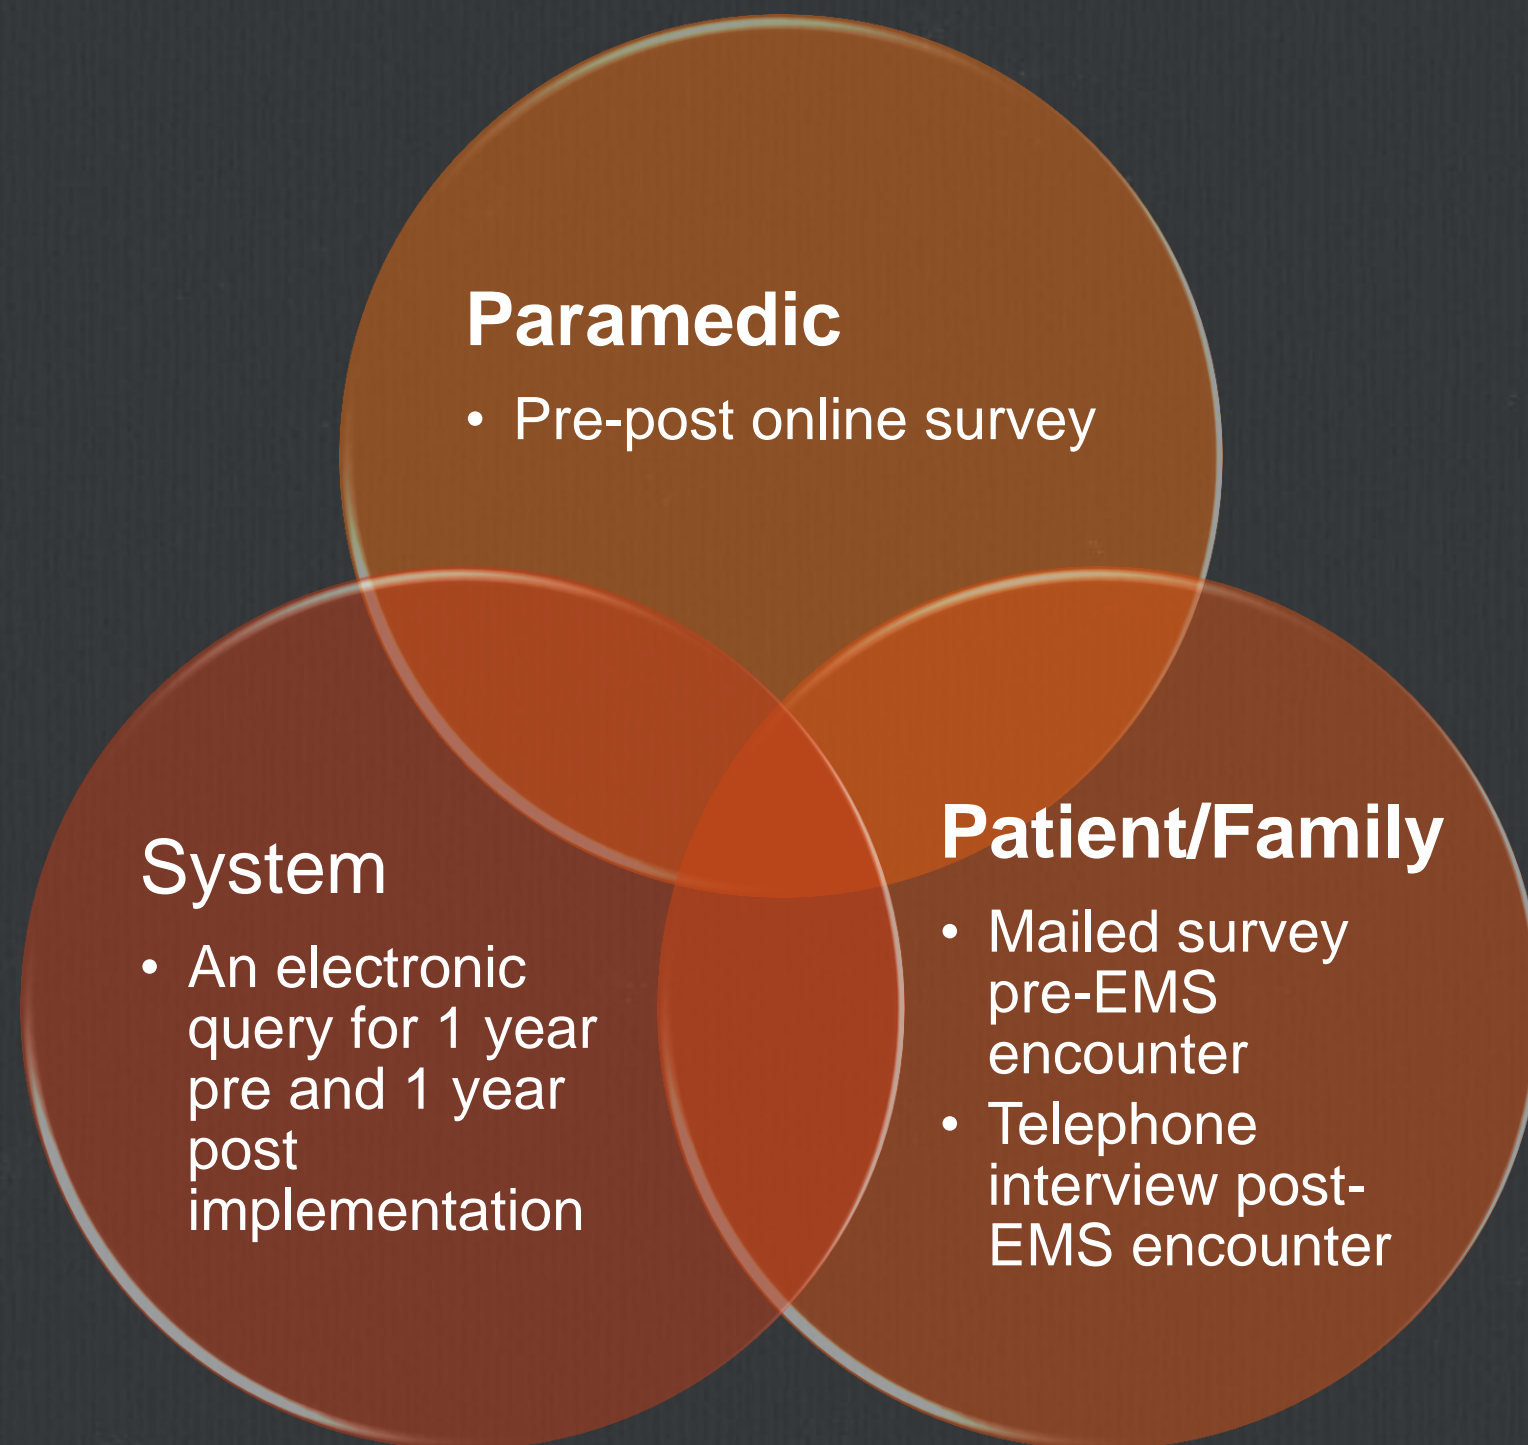 Paramedic
• Pre-post online survey
System
• An electronic
query for 1 year
pre and 1 year
post
implementation
Patient/Family
• Mailed survey
pre-EMS
encounter
• Telephone
interview post-
EMS encounter